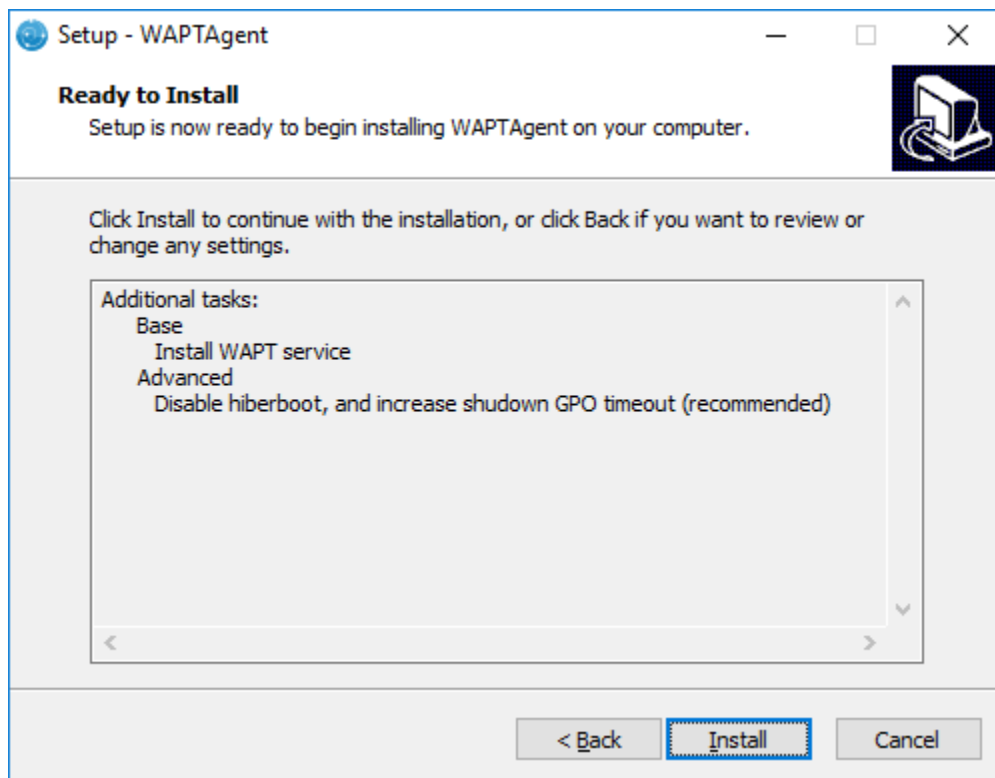 Setup - WAPTAgent
Ready to Install
Setup is now ready to begin installing WAPTAgent on your computer.
Click Install to continue with the installation, or click Back if you want to review or
change any settings.
Additional tasks:
Base
Install WAPT service
Advanced
Disable hiberboot, and increase shudown GPO timeout (recommended)
< Back
Install
Cancel